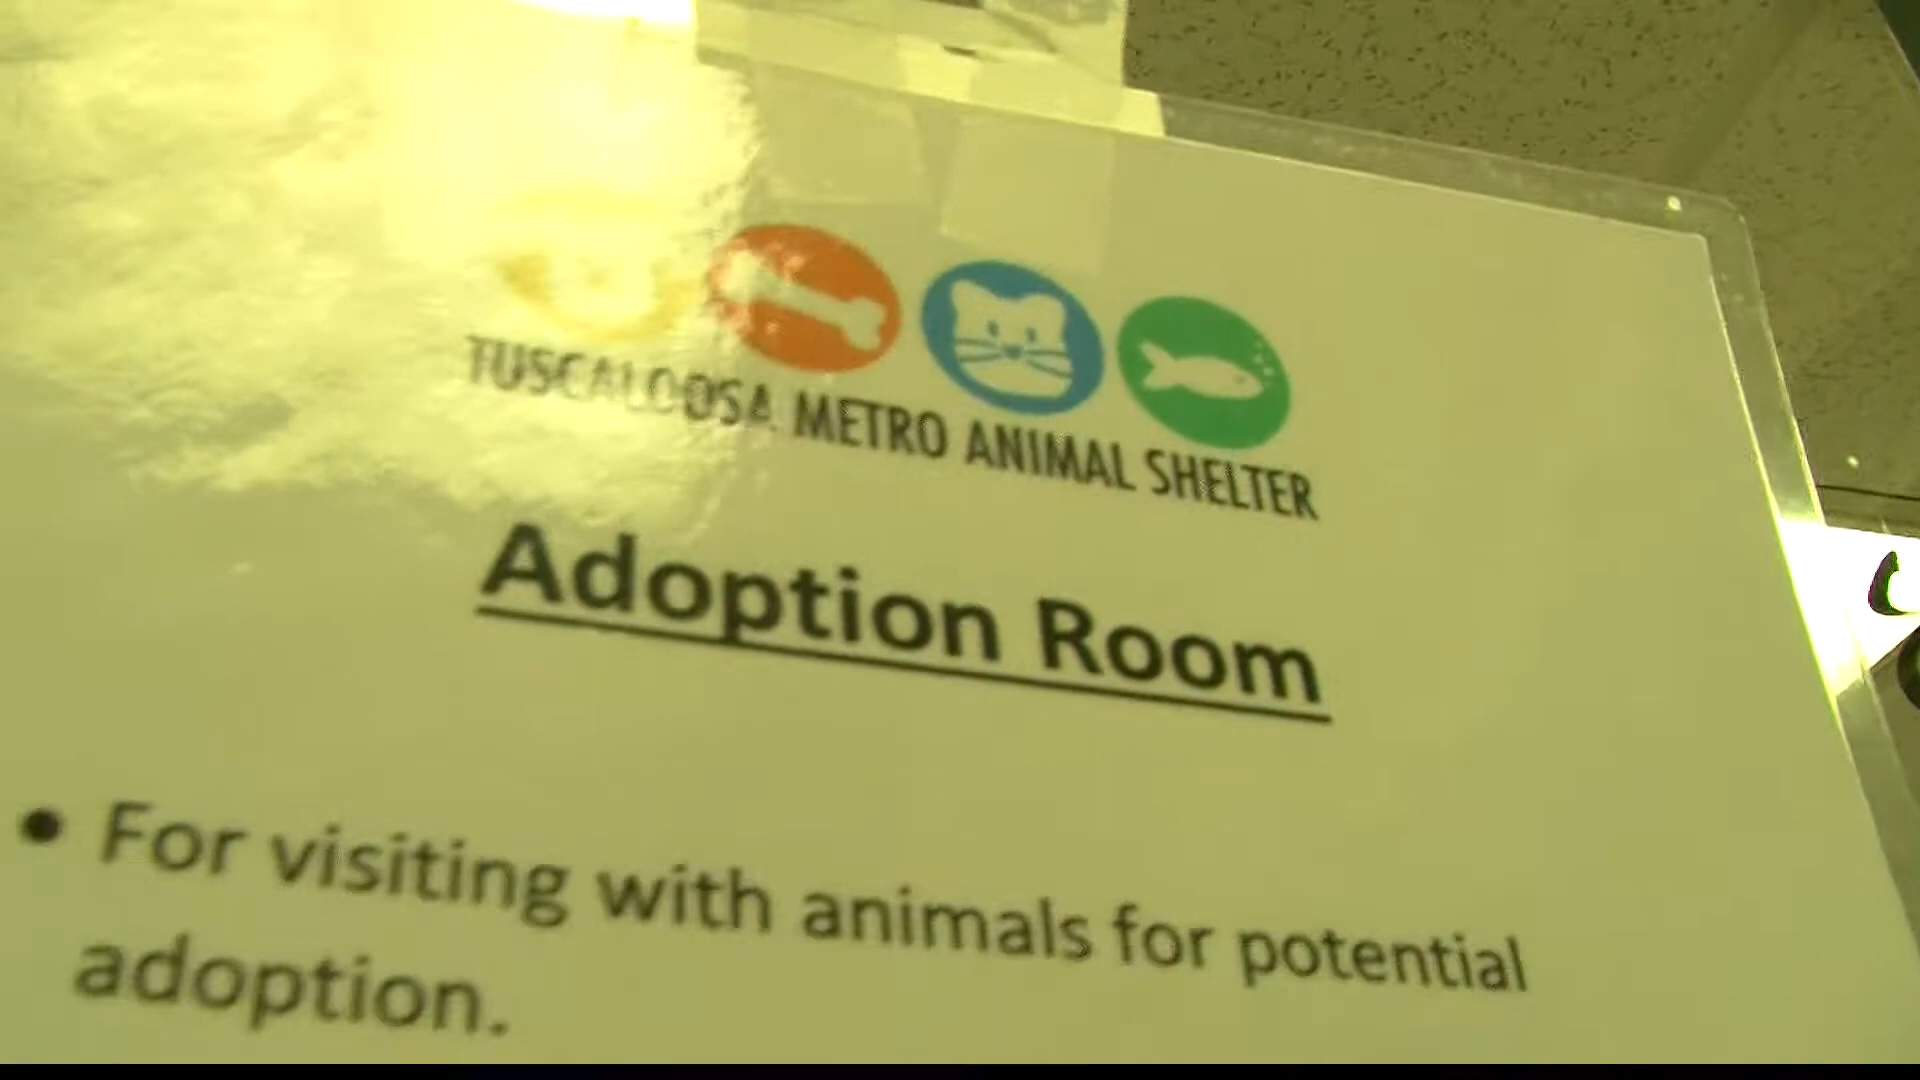 TUSCALOOSA METRO ANIMAL SHELTER
Adoption Room
• For visiting with animals for potential
adoption.